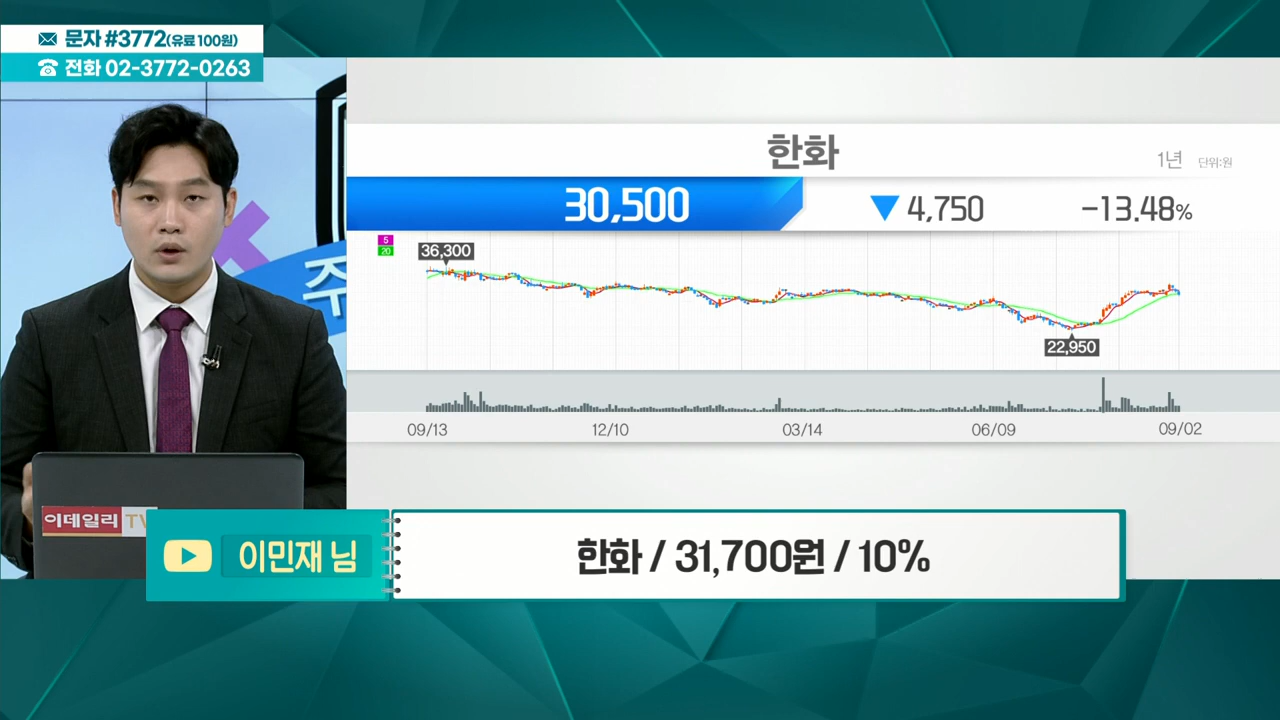 문자 #3772(유료 100원)
전화 02-3772-0263
한화
1년 단위:원
30,500 ▼ 4,750 -13.48%
5
20
36,300
22,950
09/13 12/10 03/14 06/09 09/02
주
이데일리 TV
이민재 님
한화 / 31,700원 / 10%